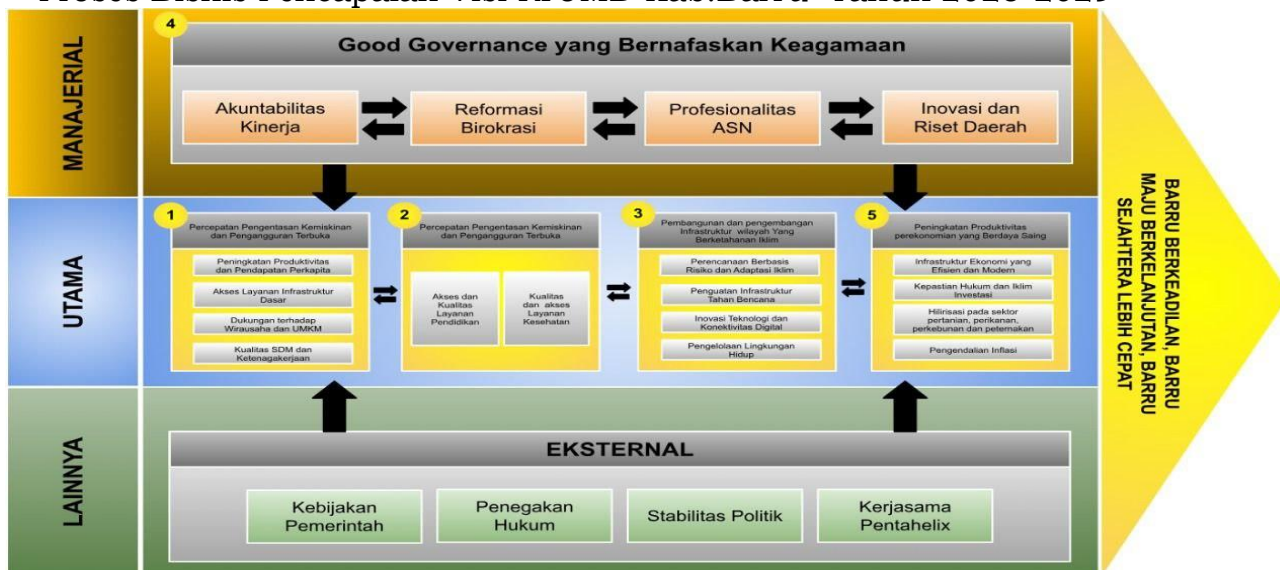 Proses Bisnis Pencapaian Visi RPJMD Kab.Barru Tahun 2025-2029
MANAJERIAL
4
Good Governance yang Bernafaskan Keagamaan
Akuntabilitas
Kinerja
Reformasi
Birokrasi
Profesionalitas
ASN
Inovasi dan
Riset Daerah
UTAMA
1
Percepatan Pengentasan Kemiskinan
dan Pengangguran Terbuka
Peningkatan Produktivitas
dan Pendapatan Perkapita
Akses Layanan Infrastruktur
Dasar
Dukungan terhadap
Wirausaha dan UMKM
Kualitas SDM dan
Ketenagakerjaan
2
Percepatan Pengentasan Kemiskinan
dan Pengangguran Terbuka
Akses dan
Kualitas
Layanan
Pendidikan
Kualitas
dan akses
Layanan
Kesehatan
3
Pembangunan dan pengembangan
Infrastruktur wilayah Yang
Berketahanan Iklim
Perencanaan Berbasis
Risiko dan Adaptasi Iklim
Penguatan Infrastruktur
Tahan Bencana
Inovasi Teknologi dan
Konektivitas Digital
Pengelolaan Lingkungan
Hidup
5
Peningkatan Produktivitas
perekonomian yang Berdaya Saing
Infrastruktur Ekonomi yang
Efisien dan Modern
Kepastian Hukum dan Iklim
Investasi
Hilirisasi pada sektor
pertanian, perikanan,
perkebunan dan peternakan
Pengendalian Inflasi
LAINNYA
EKSTERNAL
Kebijakan
Pemerintah
Penegakan
Hukum
Stabilitas Politik
Kerjasama
Pentahelix
BARRU BERKEADILAN, BARRU
MAJU BERKELANJUTAN, BARRU
SEJAHTERA LEBIH CEPAT